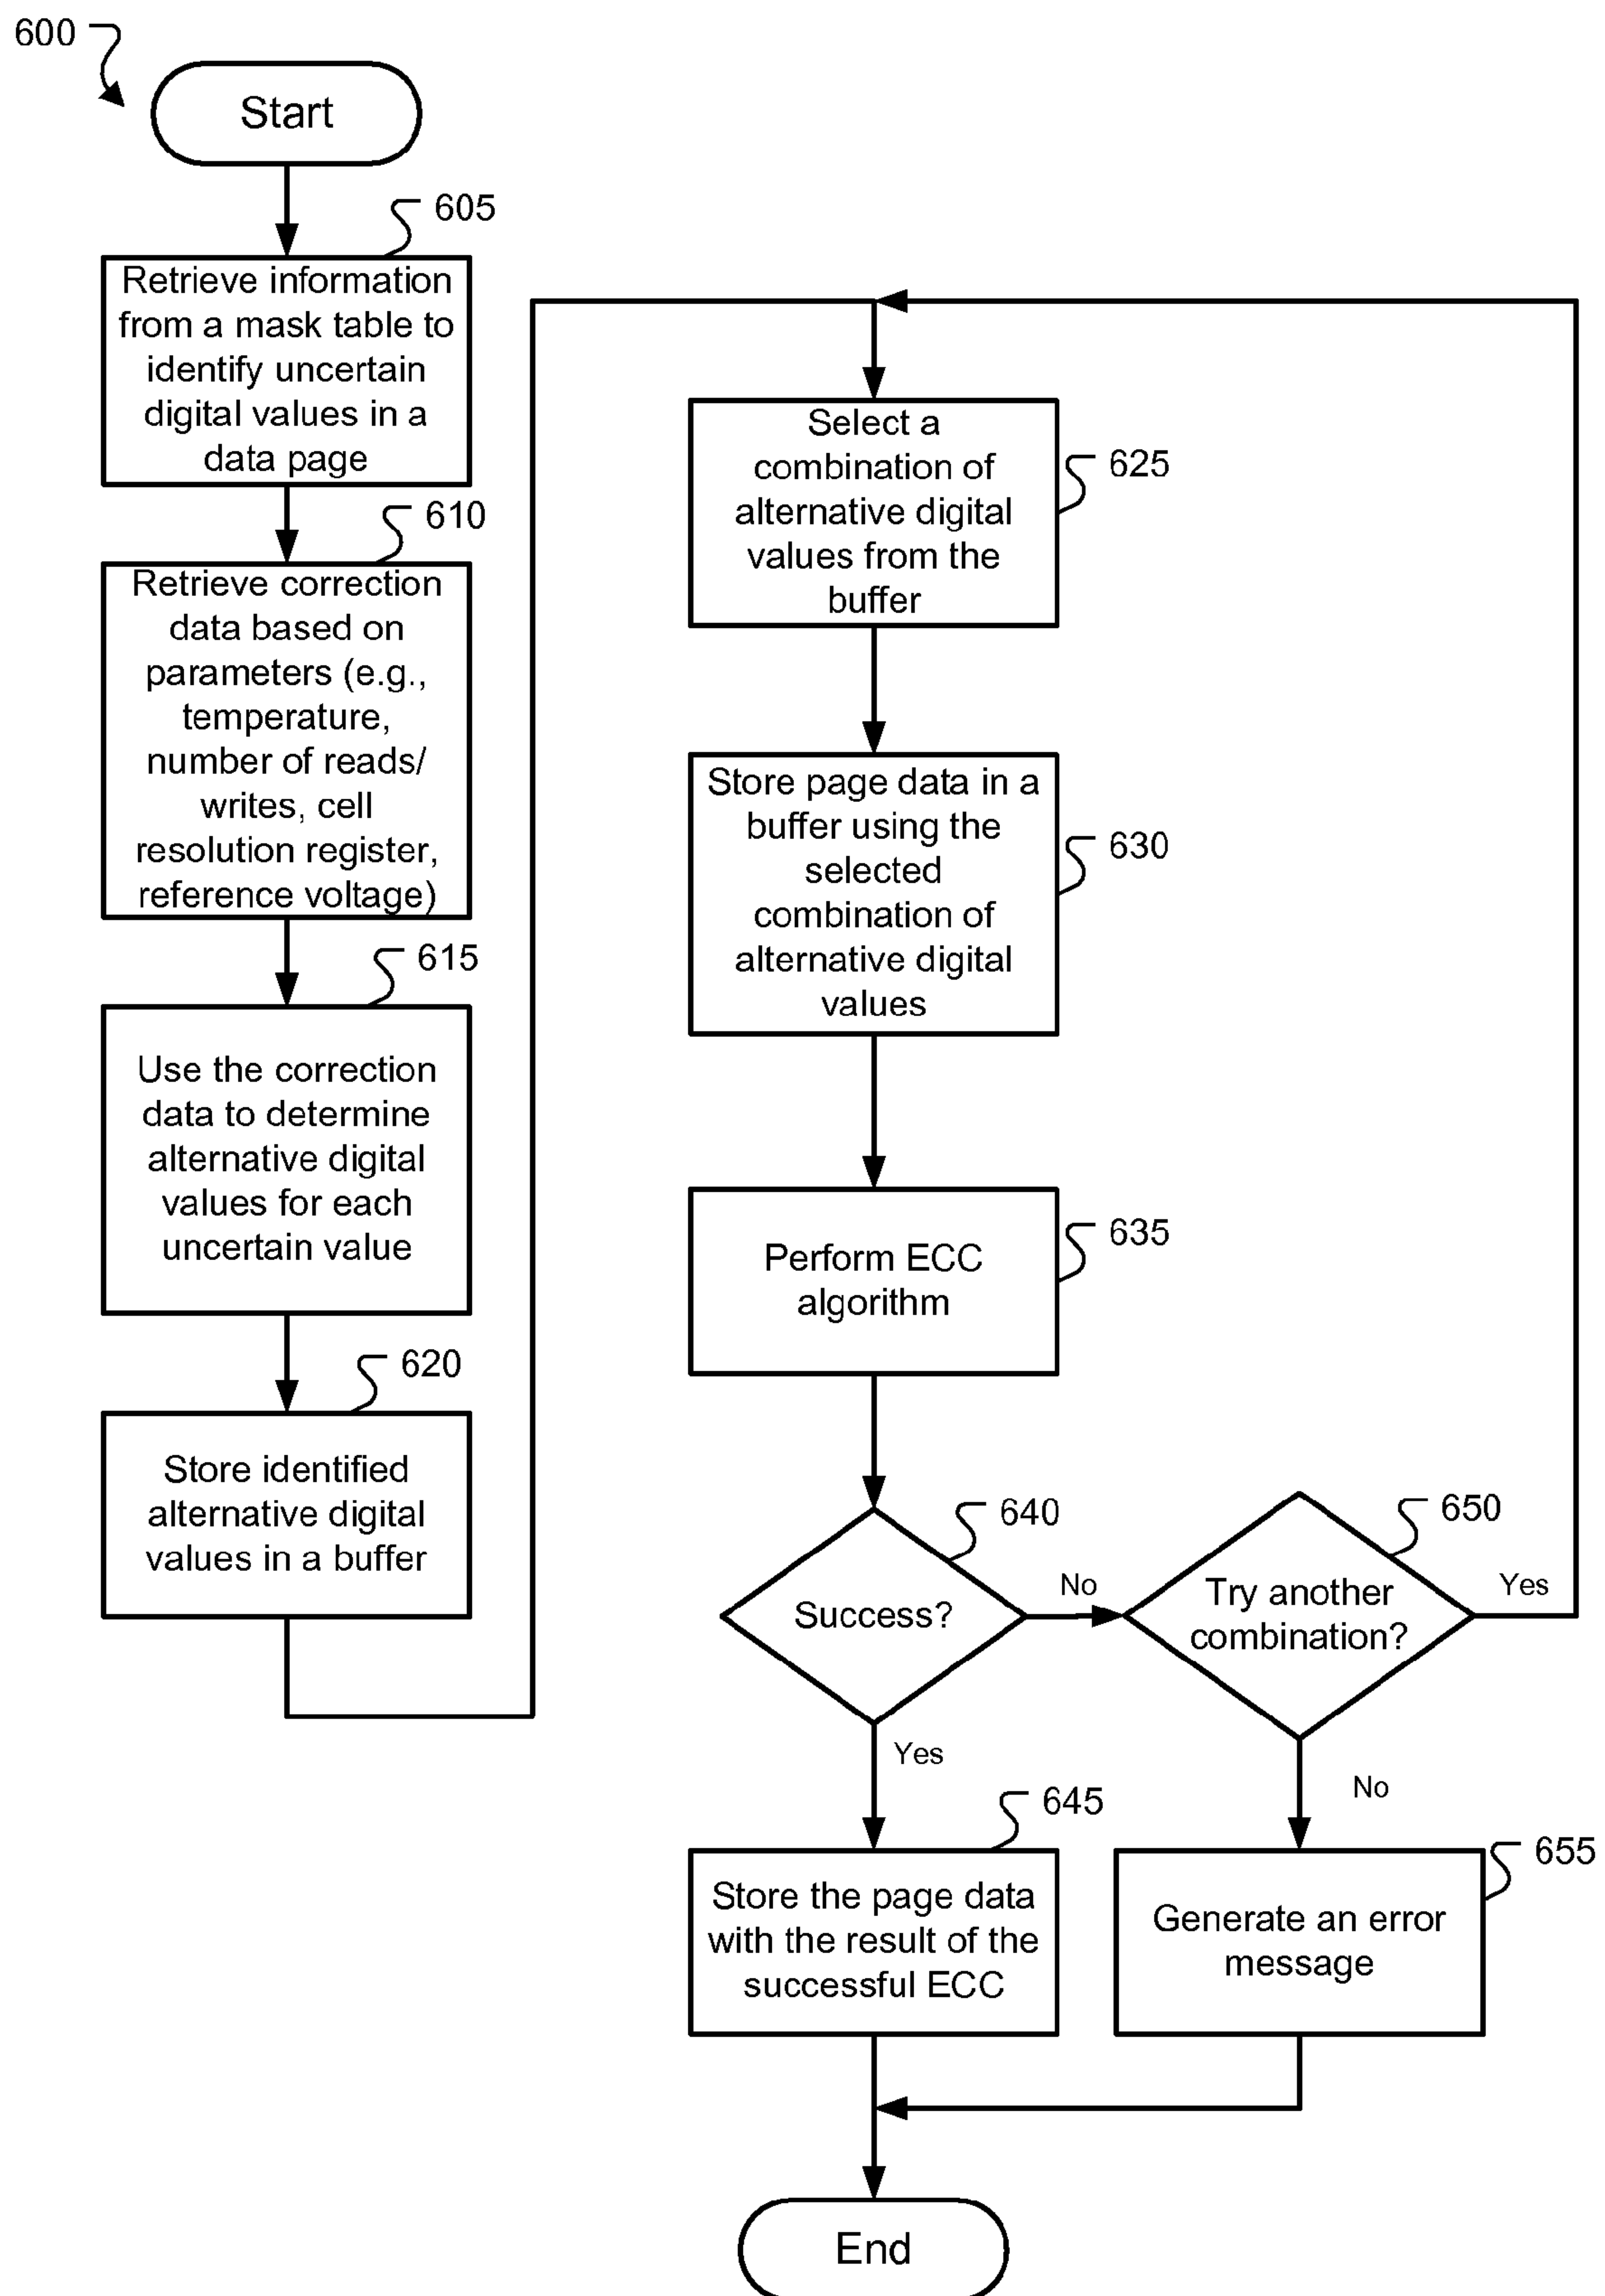 600
Start
605
Retrieve information
from a mask table to
identify uncertain
digital values in a
data page
610
Retrieve correction
data based on
parameters (e.g.,
temperature,
number of reads/
writes, cell
resolution register,
reference voltage)
615
Use the correction
data to determine
alternative digital
values for each
uncertain value
620
Store identified
alternative digital
values in a buffer
Select a
combination of
alternative digital
values from the
buffer
625
Store page data in a
buffer using the
selected
combination of
alternative digital
values
630
Perform ECC
algorithm
635
640
Success?
No
Yes
650
Try another
combination?
Yes
No
645
Store the page data
with the result of the
successful ECC
655
Generate an error
message
End